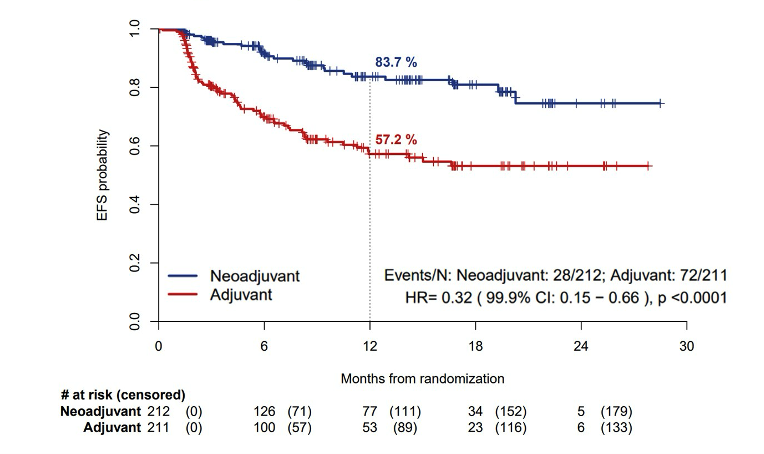 1.0
0.8
0.6
0.4
0.2
0.0
EFS probability
83.7 %
57.2 %
Neoadjuvant
Adjuvant
Events/N: Neoadjuvant: 28/212; Adjuvant: 72/211
HR= 0.32 ( 99.9% CI: 0.15 − 0.66 ), p <0.0001
0 6 12 18 24 30
Months from randomization
# at risk (censored)
Neoadjuvant 212 (0) 126 (71) 77 (111) 34 (152) 5 (179)
Adjuvant 211 (0) 100 (57) 53 (89) 23 (116) 6 (133)